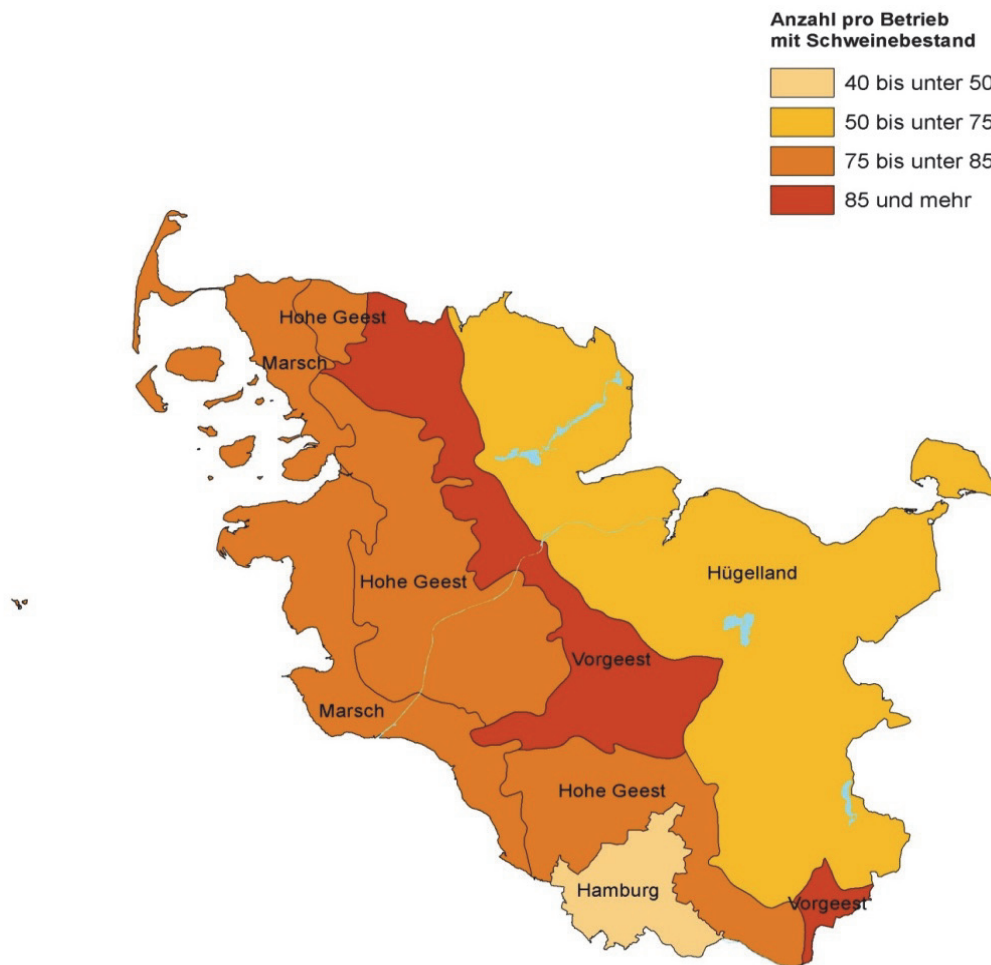 Anzahl pro Betrieb
mit Schweinebestand
40 bis unter 50
50 bis unter 75
75 bis unter 85
85 und mehr
Hohe Geest
Marsch
Hohe Geest
Hügelland
Vorgeest
Marsch
Hohe Geest
Hamburg
Vorgeest